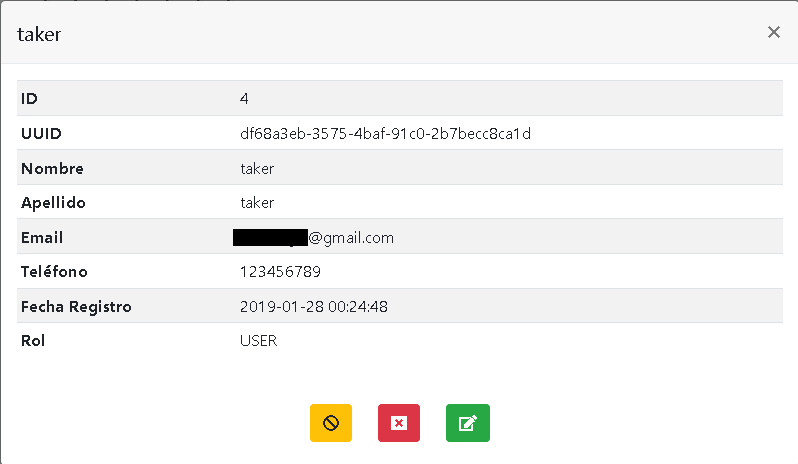 taker ×
ID 4
UUID df68a3eb-3575-4baf-91c0-2b7becc8ca1d
Nombre taker
Apellido taker
Email @gmail.com
Teléfono 123456789
Fecha Registro 2019-01-28 00:24:48
Rol USER